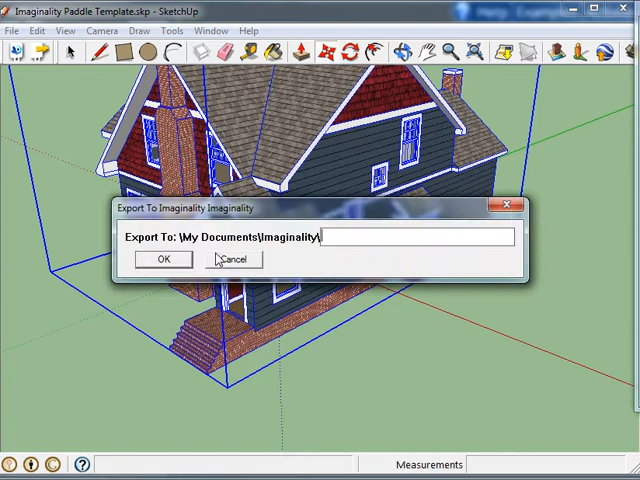 Imaginality Paddle Template.skp - SketchUp
File Edit View Camera Draw Tools Window Help
Export To Imaginality Imaginality
Export To: \My Documents\Imaginality\
OK Cancel
Measurements